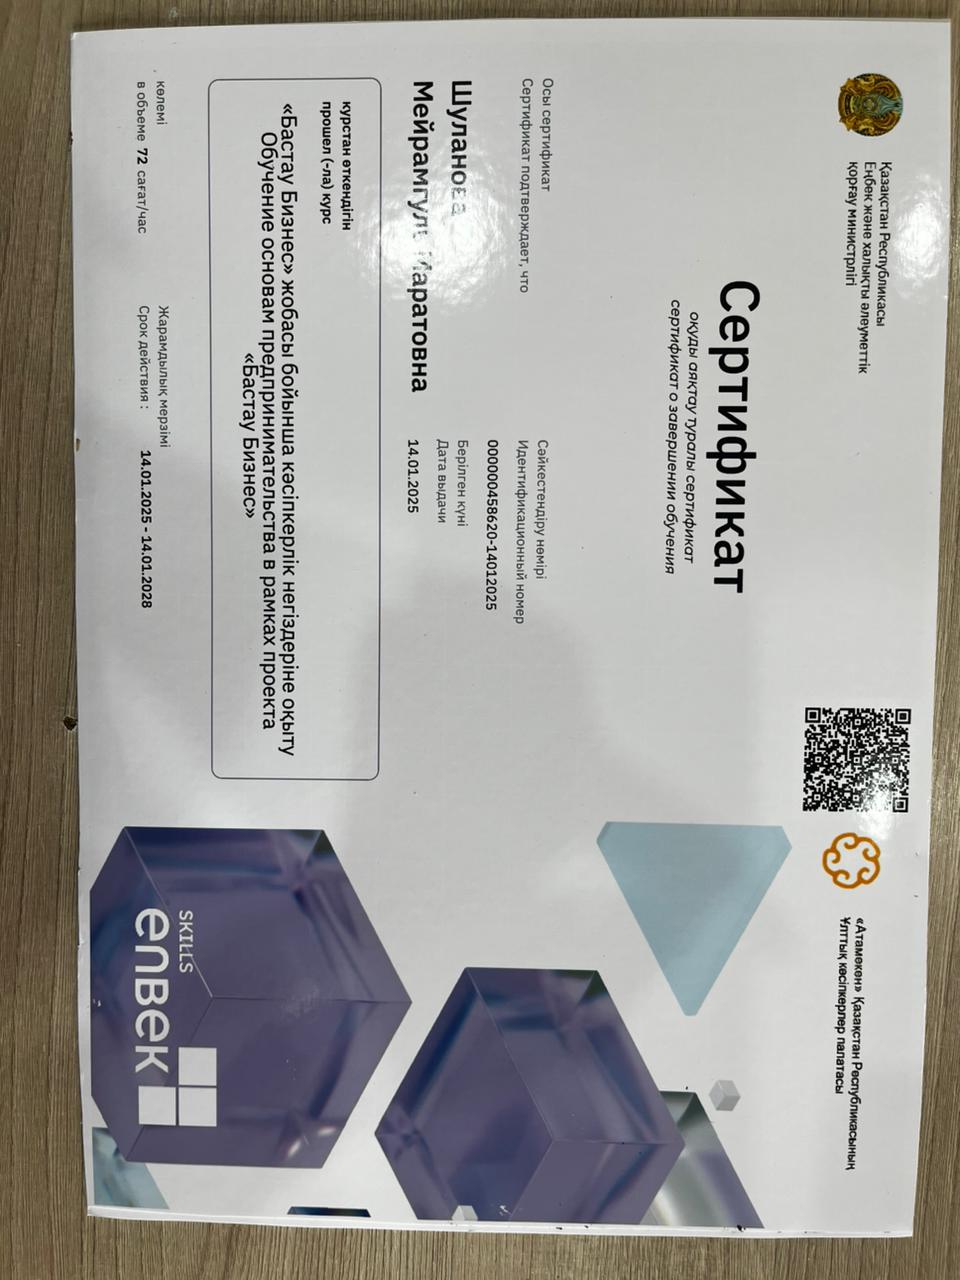 Қазақстан Республикасы
Еңбек және халықты әлеуметтік
қорғау министрлігі
«Атамекен» Қазақстан Республикасының
Ұлттық кәсіпкерлер палатасы
Сертификат
оқуды аяқтау туралы сертификат
сертификат о завершении обучения
Осы сертификат
Сертификат подтверждает, что
Шуланова
Мейрамгуль Маратовна
Сәйкестендіру нөмірі
Идентификационный номер
000000458620-14012025
Берілген күні
Дата выдачи
14.01.2025
курстан өткендігін
прошел (-ла) курс
«Бастау Бизнес» жобасы бойынша кәсіпкерлік негіздеріне оқыту
Обучение основам предпринимательства в рамках проекта
«Бастау Бизнес»
көлемі
в объеме 72 сағат/час
Жарамдылық мерзімі
Срок действия : 14.01.2025 - 14.01.2028
SKILLS
enbek